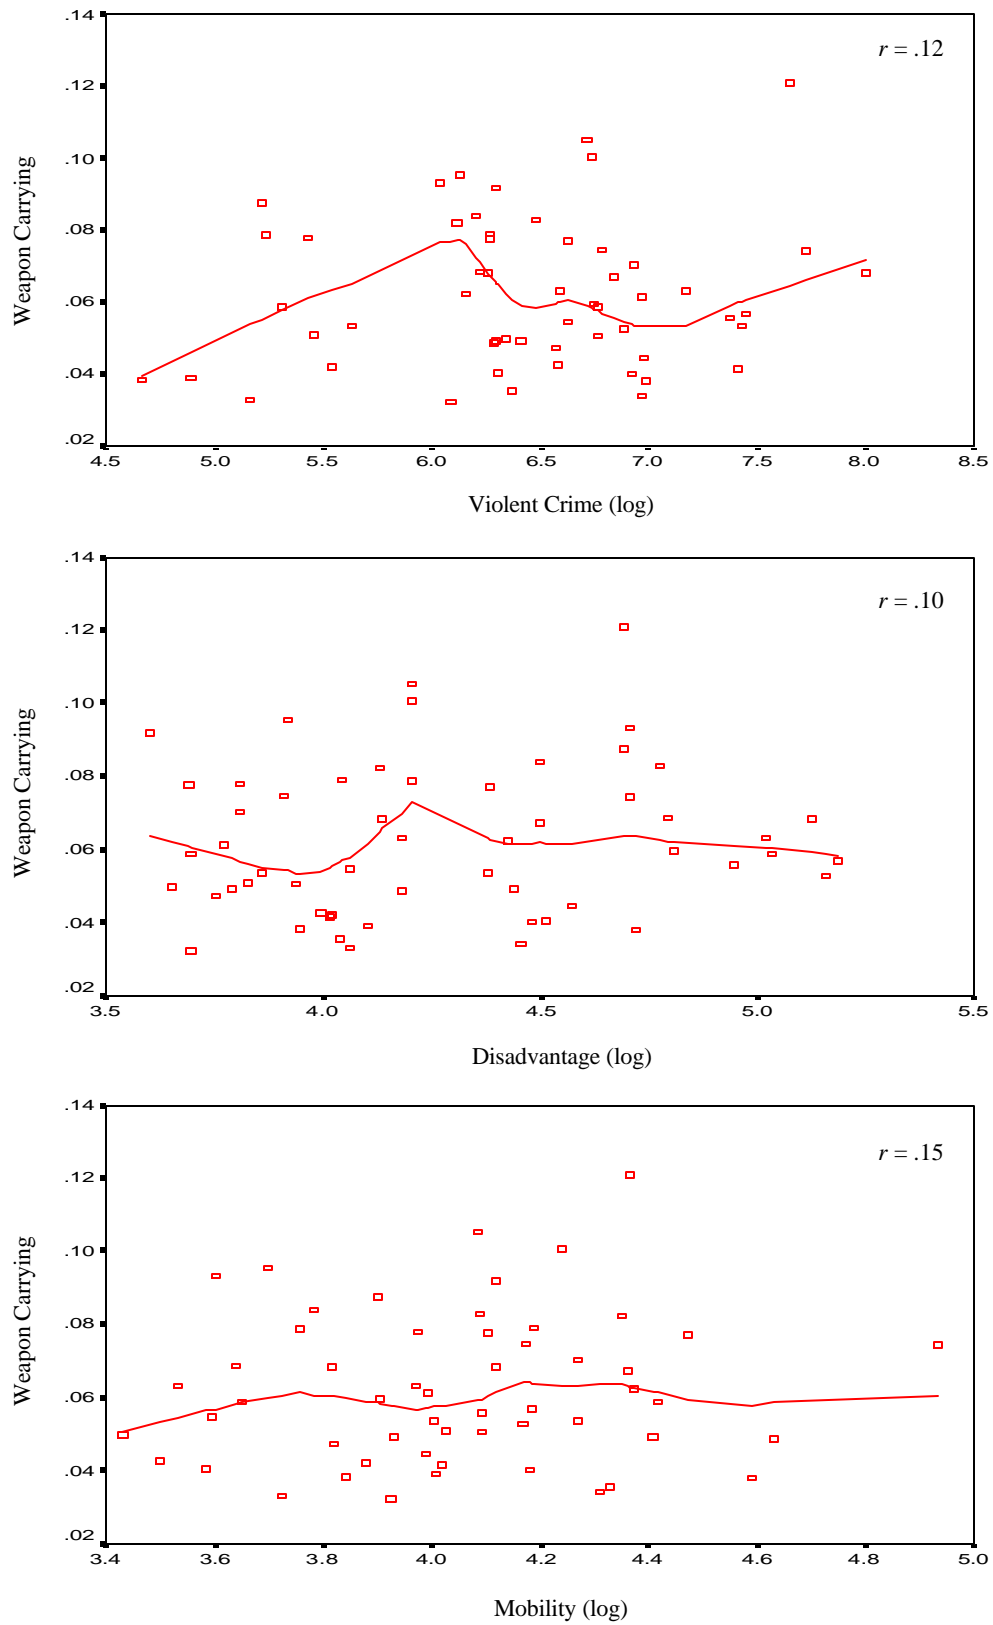 .14
.12
.10
.08
.06
.04
.02
Weapon Carrying
r = .12
4.5 5.0 5.5 6.0 6.5 7.0 7.5 8.0 8.5
Violent Crime (log)
.14
.12
.10
.08
.06
.04
.02
Weapon Carrying
r = .10
3.5 4.0 4.5 5.0 5.5
Disadvantage (log)
.14
.12
.10
.08
.06
.04
.02
Weapon Carrying
r = .15
3.4 3.6 3.8 4.0 4.2 4.4 4.6 4.8 5.0
Mobility (log)